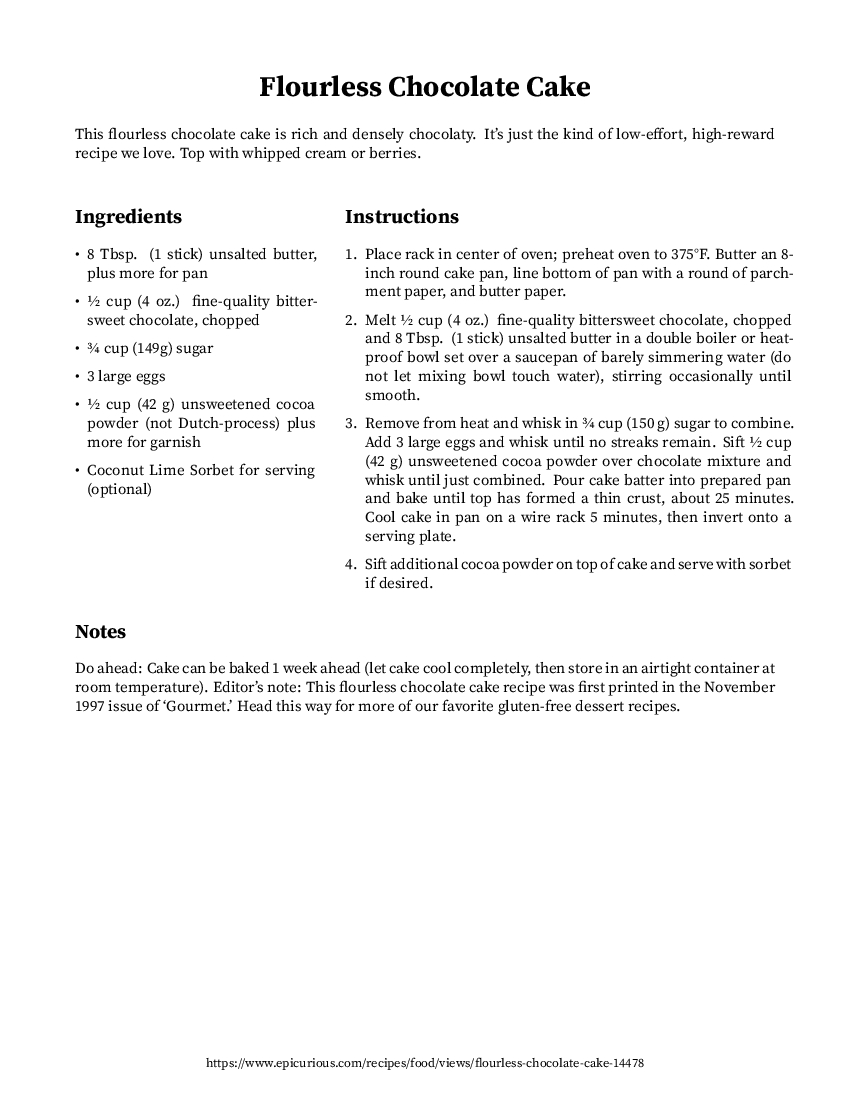 Flourless Chocolate Cake
This flourless chocolate cake is rich and densely chocolaty. It’s just the kind of low-effort, high-reward
recipe we love. Top with whipped cream or berries.
Ingredients
• 8 Tbsp. (1 stick) unsalted butter,
plus more for pan
• ½ cup (4 oz.) fine-quality bitter-
sweet chocolate, chopped
• ¾ cup (149g) sugar
• 3 large eggs
• ½ cup (42 g) unsweetened cocoa
powder (not Dutch-process) plus
more for garnish
• Coconut Lime Sorbet for serving
(optional)
Instructions
1. Place rack in center of oven; preheat oven to 375°F. Butter an 8-
inch round cake pan, line bottom of pan with a round of parch-
ment paper, and butter paper.
2. Melt ½ cup (4 oz.) fine-quality bittersweet chocolate, chopped
and 8 Tbsp. (1 stick) unsalted butter in a double boiler or heat-
proof bowl set over a saucepan of barely simmering water (do
not let mixing bowl touch water), stirring occasionally until
smooth.
3. Remove from heat and whisk in ¾ cup (150 g) sugar to combine.
Add 3 large eggs and whisk until no streaks remain. Sift ½ cup
(42 g) unsweetened cocoa powder over chocolate mixture and
whisk until just combined. Pour cake batter into prepared pan
and bake until top has formed a thin crust, about 25 minutes.
Cool cake in pan on a wire rack 5 minutes, then invert onto a
serving plate.
4. Sift additional cocoa powder on top of cake and serve with sorbet
if desired.
Notes
Do ahead: Cake can be baked 1 week ahead (let cake cool completely, then store in an airtight container at
room temperature). Editor’s note: This flourless chocolate cake recipe was first printed in the November
1997 issue of ‘Gourmet.’ Head this way for more of our favorite gluten-free dessert recipes.
https://www.epicurious.com/recipes/food/views/flourless-chocolate-cake-14478